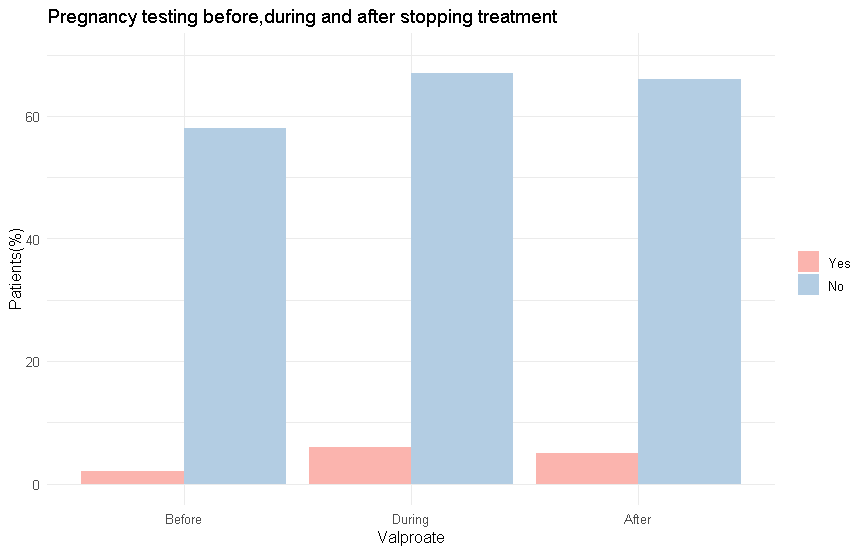 Pregnancy testing before,during and after stopping treatment
Patients(%)
60
40
20
0
Before During After
Valproate
Yes
No